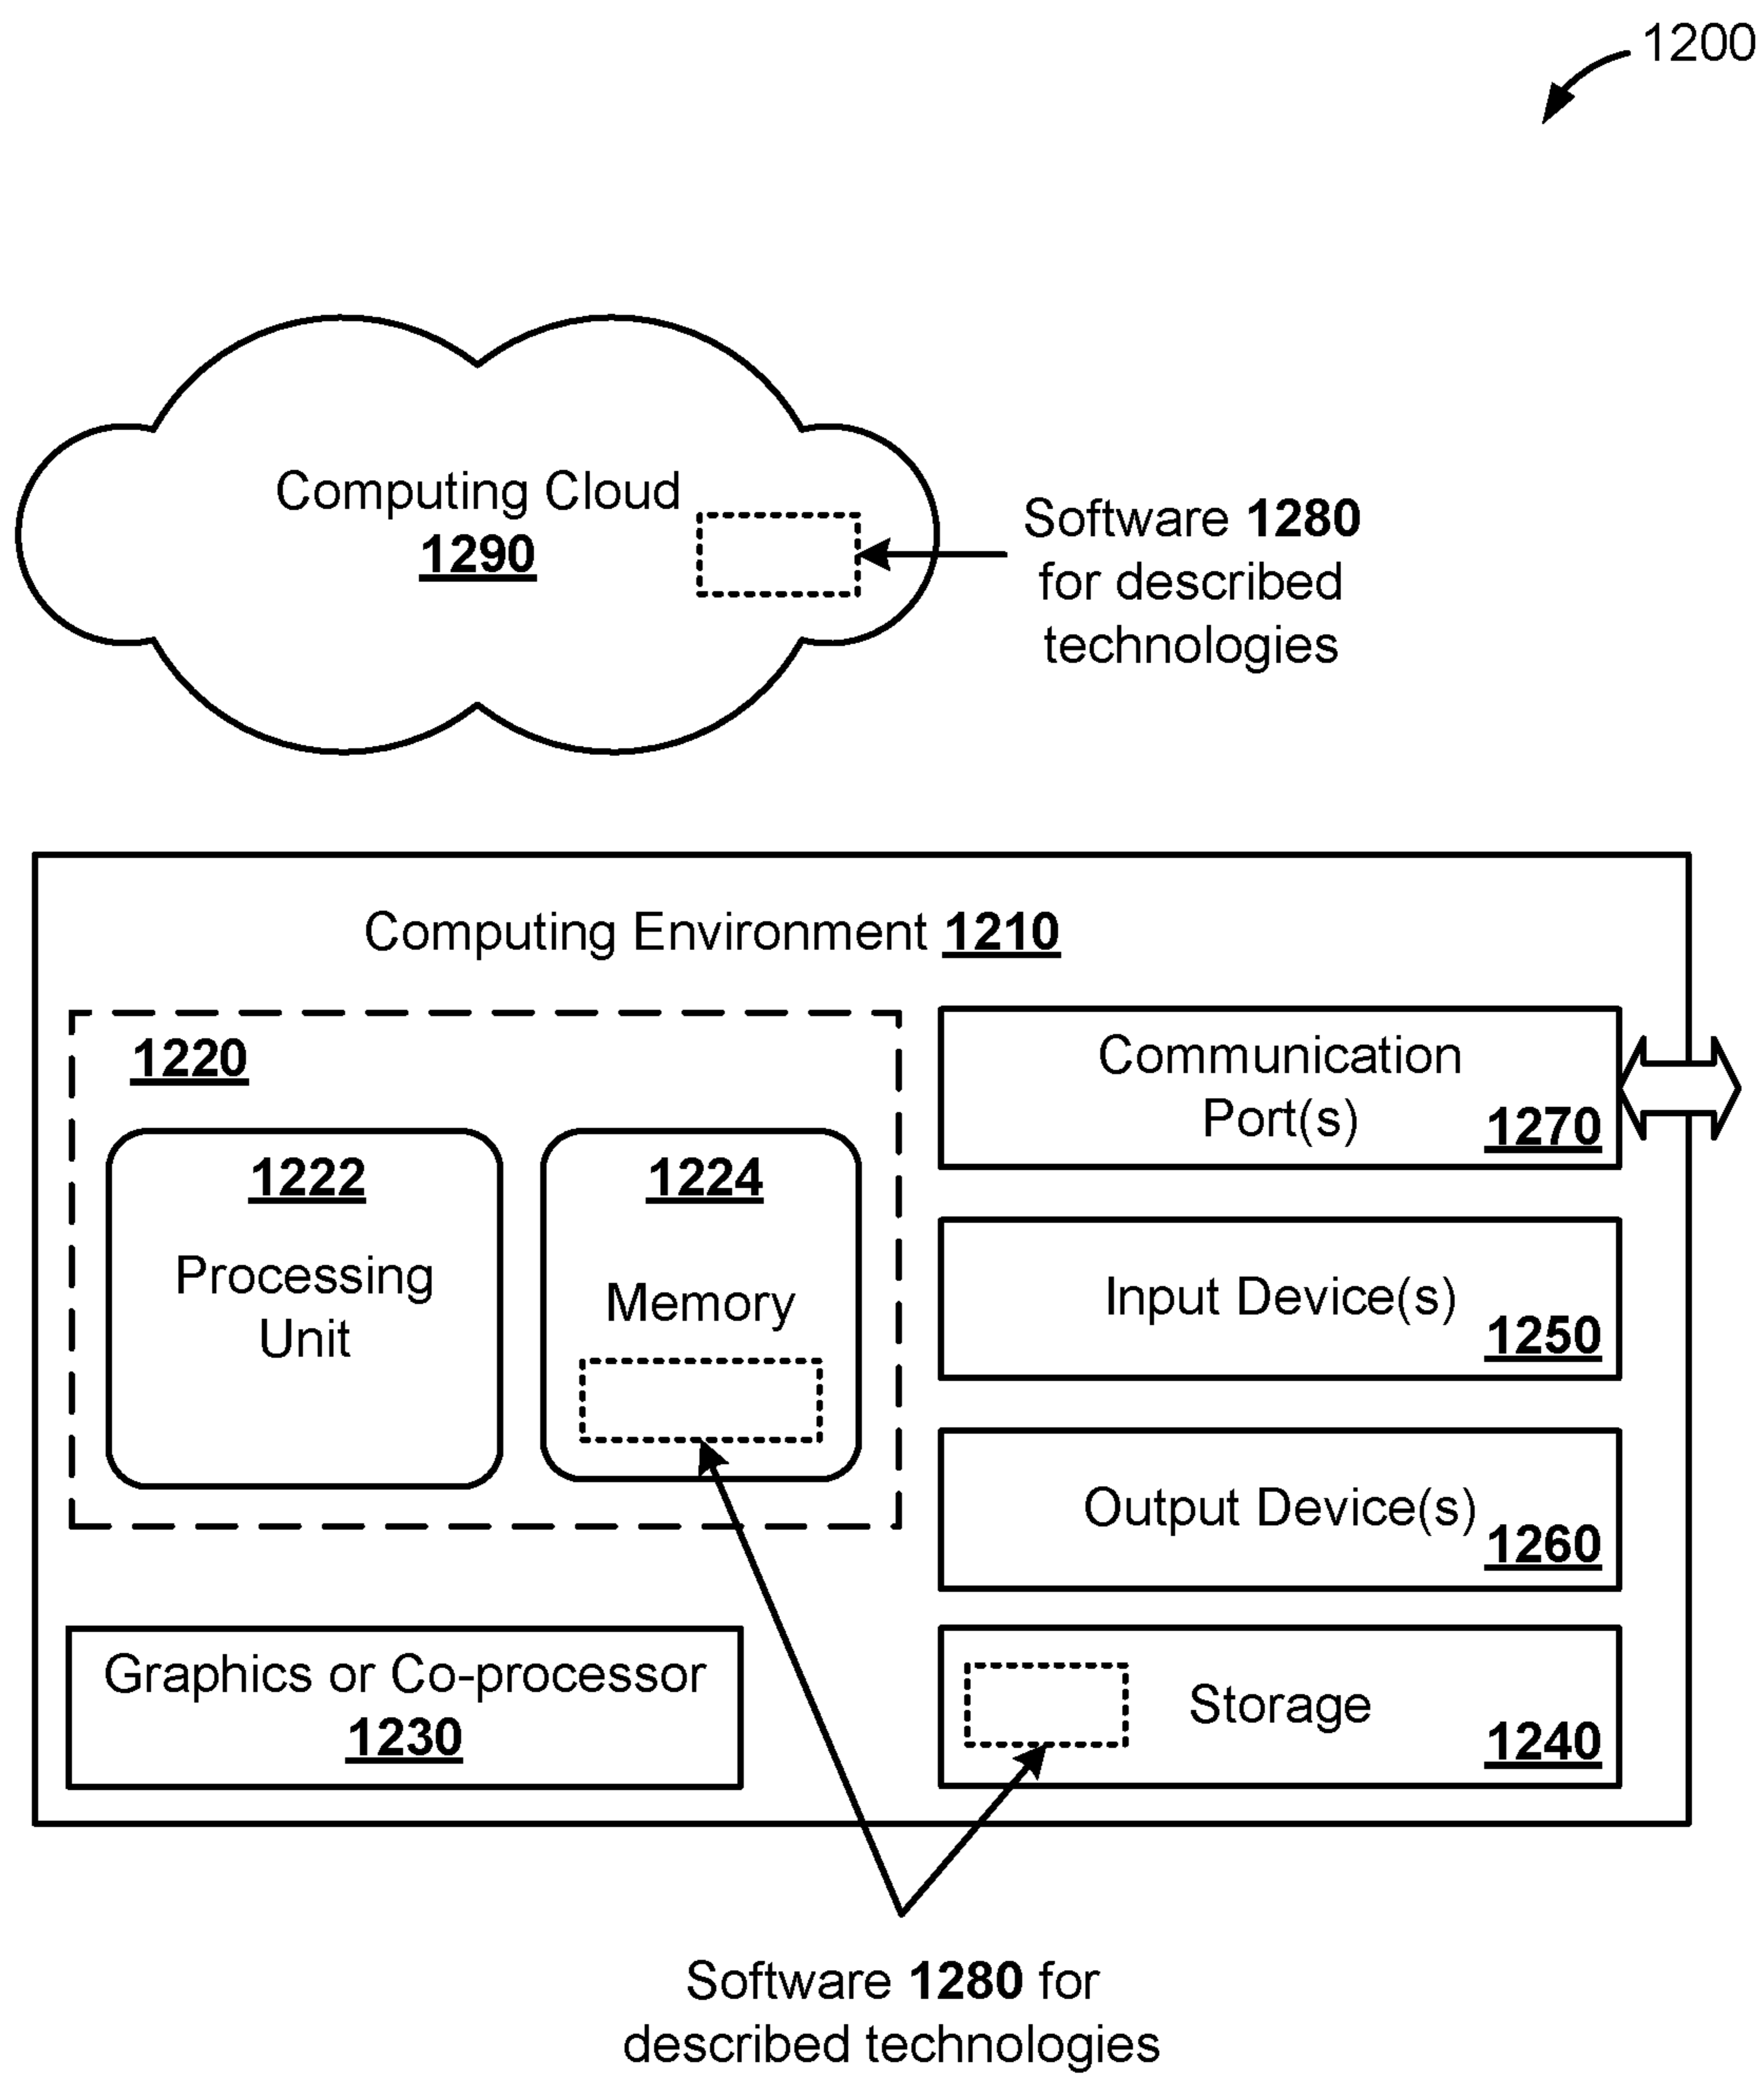 1200
Computing Cloud
1290
Software 1280
for described
technologies
Computing Environment 1210
1220
1222
Processing
Unit
1224
Memory
Communication
Port(s)
1270
Input Device(s)
1250
Output Device(s)
1260
Graphics or Co-processor
1230
Storage
1240
Software 1280 for
described technologies